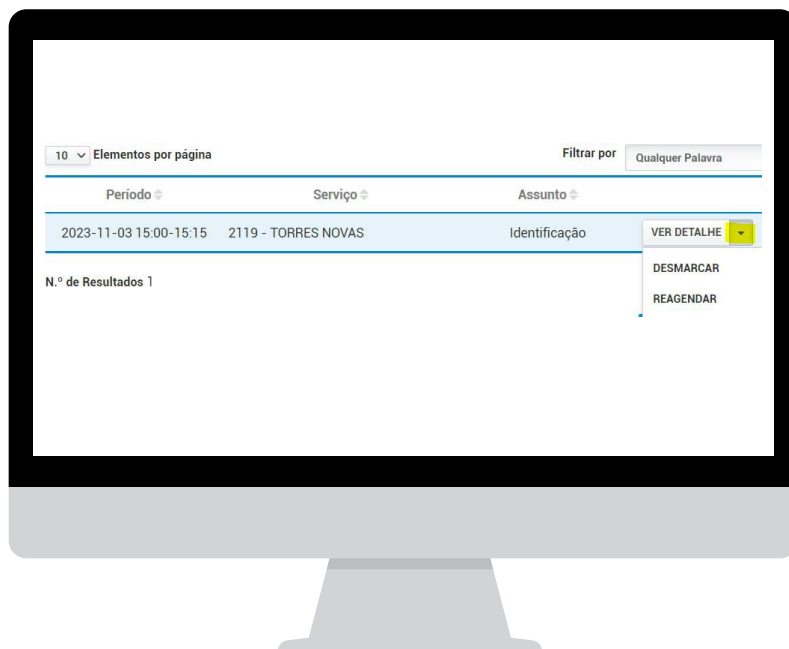 10 Elementos por página Filtrar por Qualquer Palavra
Período Serviço Assunto
2023-11-03 15:00-15:15 2119 - TORRES NOVAS Identificação VER DETALHE
DESMARCAR
N.º de Resultados 1
REAGENDAR